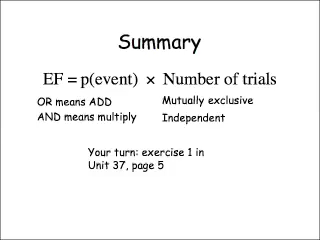 Summary
EF = p(event) × Number of trials
OR means ADD Mutually exclusive
AND means multiply Independent
Your turn: exercise 1 in
Unit 37, page 5